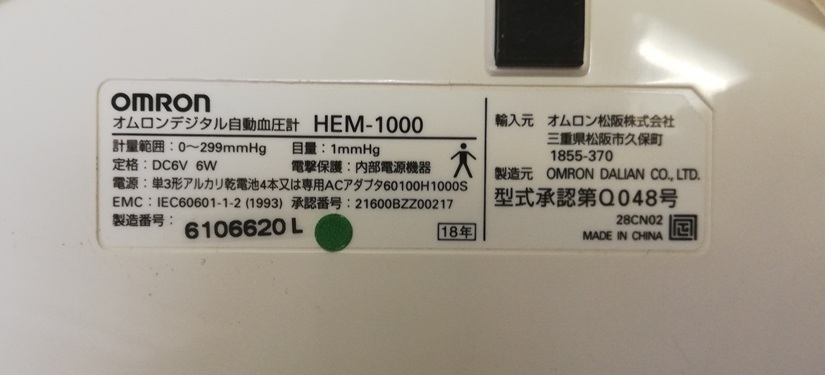 OMRON
オムロンデジタル自動血圧計 HEM-1000
計量範囲：0～299mmHg 目量：1mmHg
定格：DC6V 6W 電撃保護：内部電源機器
電源：単3形アルカリ乾電池4本又は専用ACアダプタ60100H1000S
EMC：IEC60601-1-2 (1993) 承認番号：21600BZZ00217
製造番号：6106620 L
18年
輸入元 オムロン松阪株式会社
三重県松阪市久保町
1855-370
製造元 OMRON DALIAN CO., LTD.
型式承認第Q048号
28CN02
MADE IN CHINA